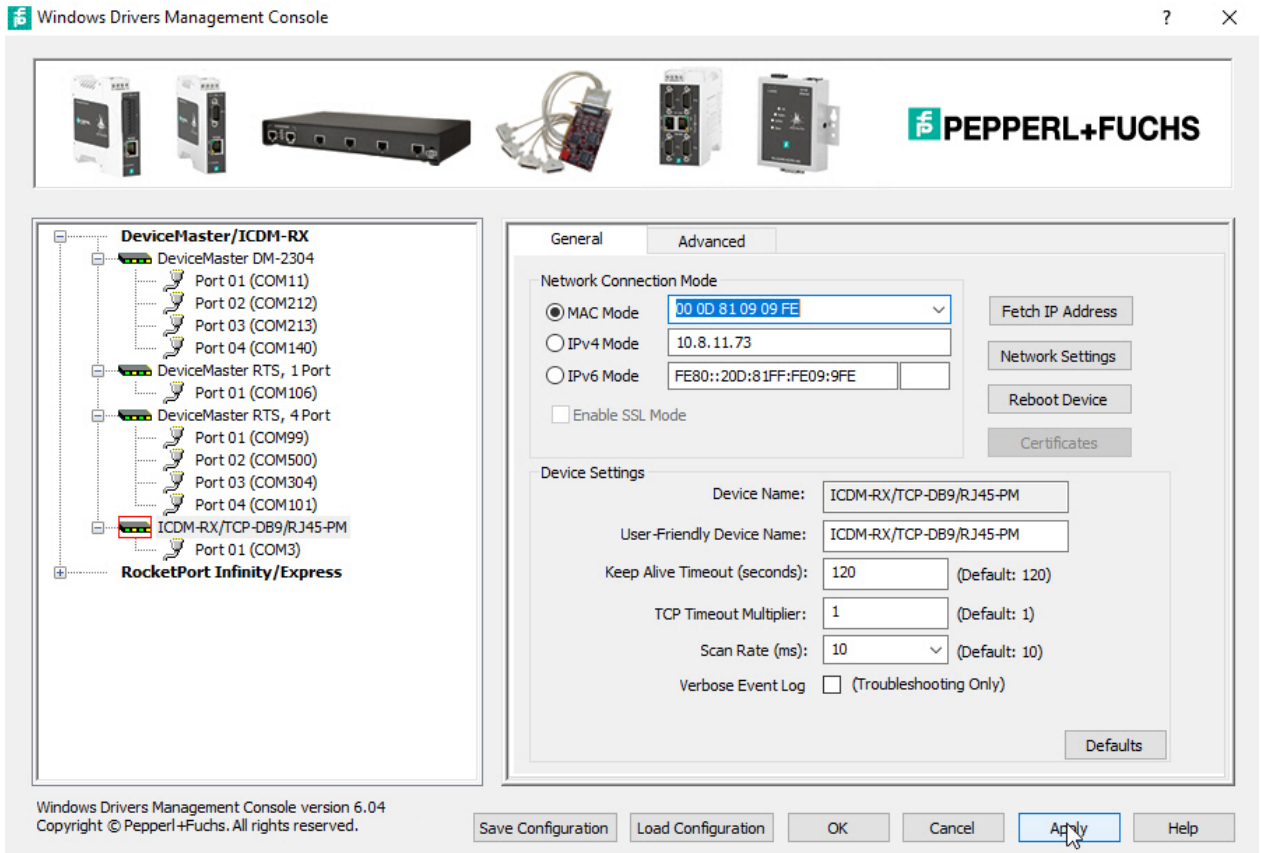 Windows Drivers Management Console
?
PEPPERL+FUCHS
DeviceMaster/ICDM-RX
DeviceMaster DM-2304
Port 01 (COM11)
Port 02 (COM212)
Port 03 (COM213)
Port 04 (COM140)
DeviceMaster RTS, 1 Port
Port 01 (COM106)
DeviceMaster RTS, 4 Port
Port 01 (COM99)
Port 02 (COM500)
Port 03 (COM304)
Port 04 (COM101)
ICDM-RX/TCP-DB9/RJ45-PM
Port 01 (COM3)
RocketPort Infinity/Express
General
Advanced
Network Connection Mode
MAC Mode 00 0D 81 09 09 FE
IPv4 Mode 10.8.11.73
IPv6 Mode FE80::20D:81FF:FE09:9FE
Enable SSL Mode
Fetch IP Address
Network Settings
Reboot Device
Certificates
Device Settings
Device Name: ICDM-RX/TCP-DB9/RJ45-PM
User-Friendly Device Name: ICDM-RX/TCP-DB9/RJ45-PM
Keep Alive Timeout (seconds): 120 (Default: 120)
TCP Timeout Multiplier: 1 (Default: 1)
Scan Rate (ms): 10 (Default: 10)
Verbose Event Log (Troubleshooting Only)
Defaults
Windows Drivers Management Console version 6.04
Copyright © Pepperl+Fuchs. All rights reserved.
Save Configuration
Load Configuration
OK
Cancel
Apply
Help